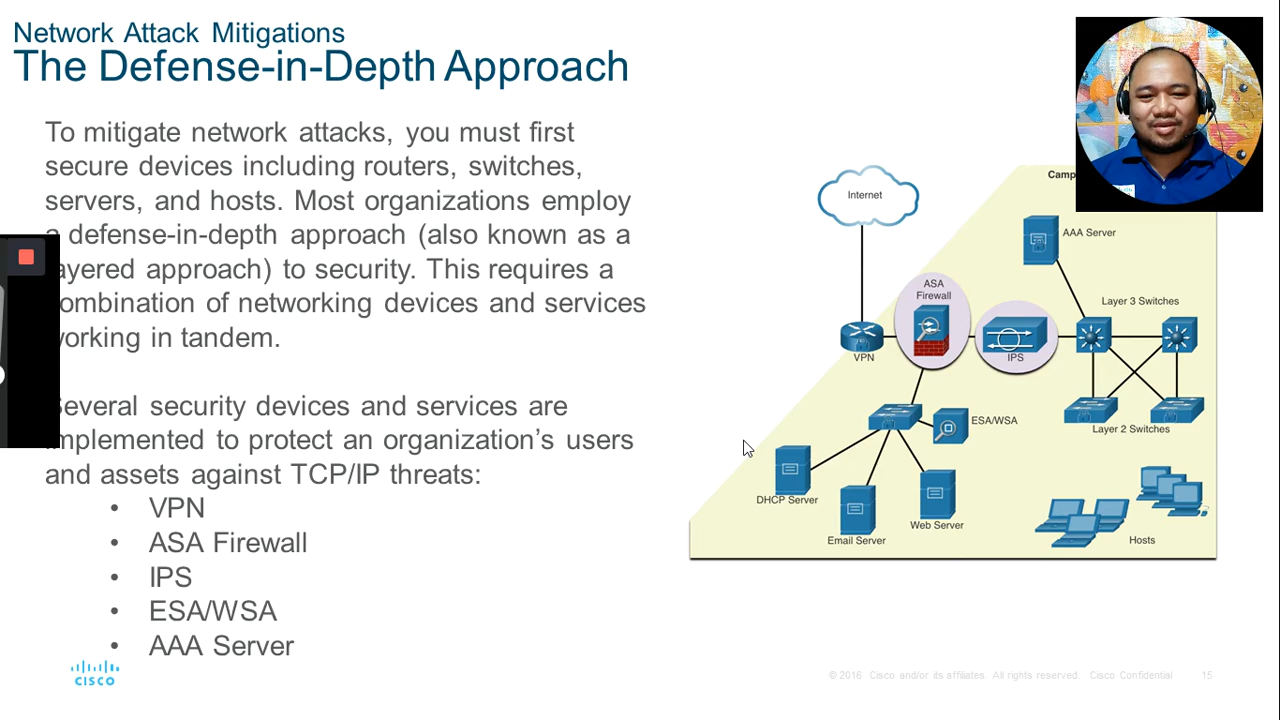 Network Attack Mitigations
The Defense-in-Depth Approach
To mitigate network attacks, you must first
secure devices including routers, switches,
servers, and hosts. Most organizations employ
defense-in-depth approach (also known as a
ayered approach) to security. This requires a
ombination of networking devices and services
orking in tandem.
Several security devices and services are
mplemented to protect an organization's users
and assets against TCP/IP threats:
• VPN
• ASA Firewall
• IPS
• ESA/WSA
• AAA Server
Internet
Camp
AAA Server
ASA
Firewall
Layer 3 Switches
VPN
IPS
ESA/WSA
Layer 2 Switches
DHCP Server
Email Server
Web Server
Hosts
CISCO
© 2016 Cisco and/or its affiliates. All rights reserved. Cisco Confidential
15